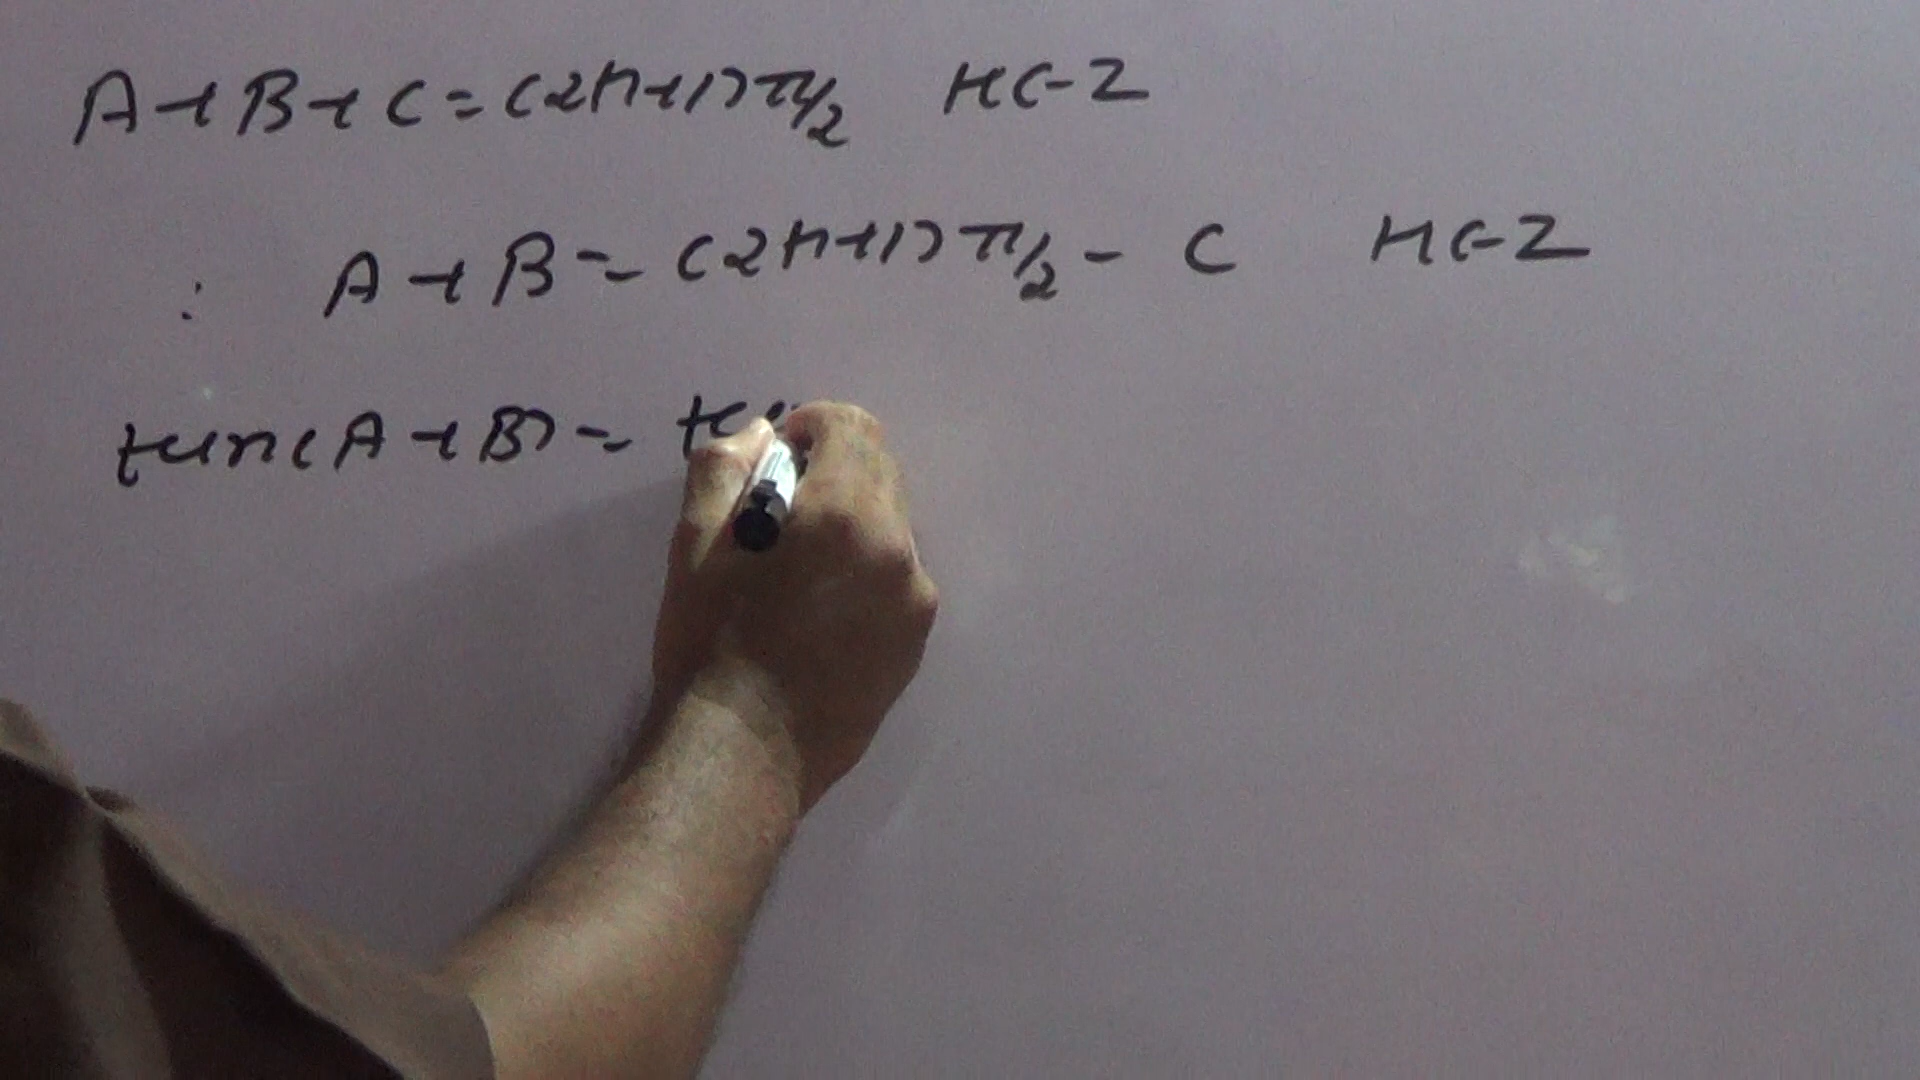 A+B+C=(2n+1)π/2 n∈Z
: A+B=(2n+1)π/2-C n∈Z
tan(A+B)=